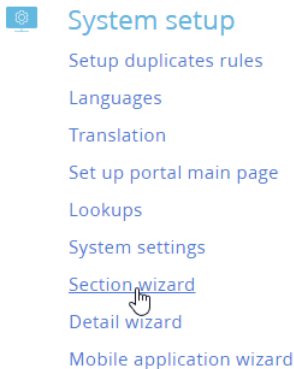 System setup
Setup duplicates rules
Languages
Translation
Set up portal main page
Lookups
System settings
Section wizard
Detail wizard
Mobile application wizard